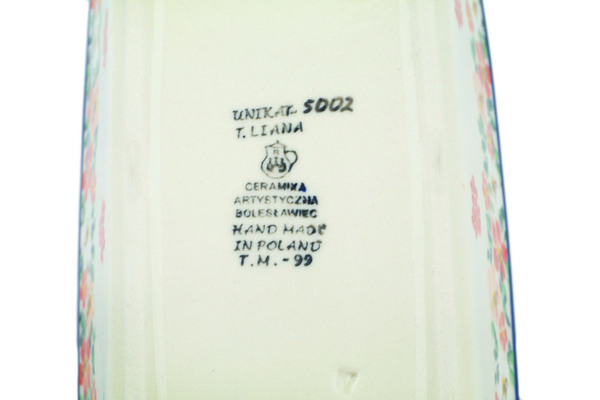 UNIKAT 5002
T. LIANA
CERAMIKA
ARTYSTYCZNA
BOLESŁAWIEC
HAND MADE
IN POLAND
T.M. - 99